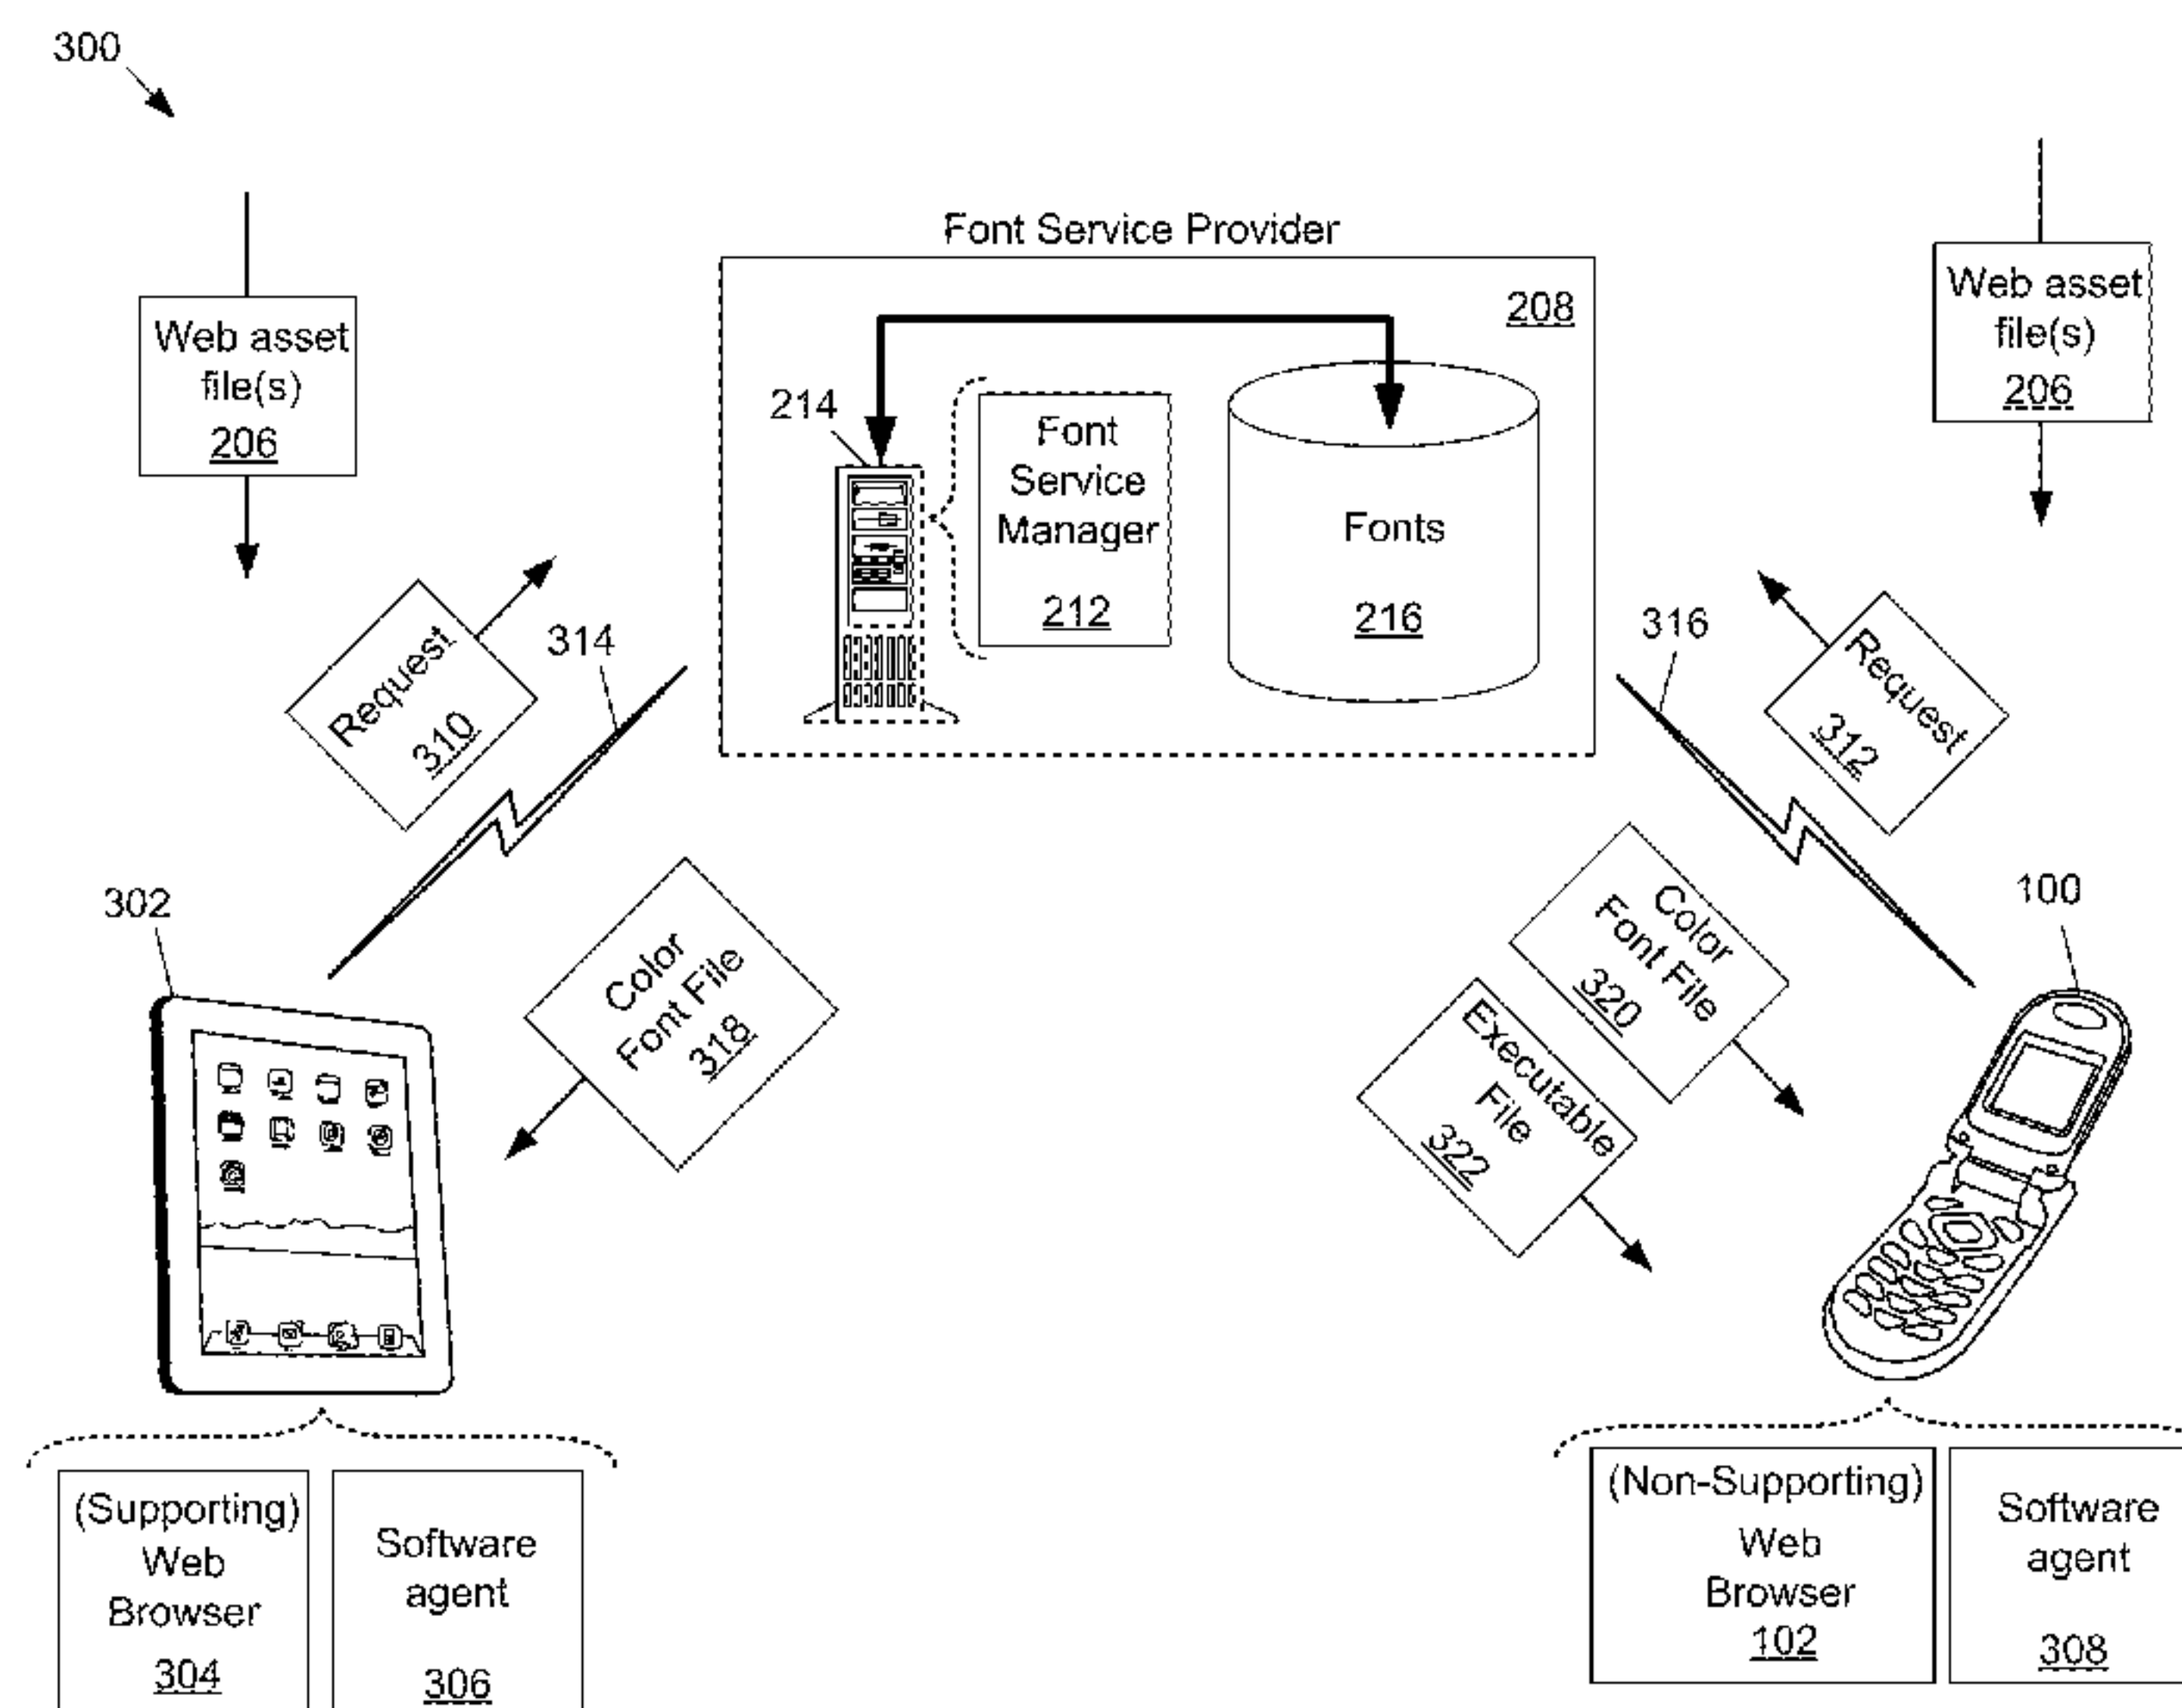 300
Web asset
file(s)
206
Font Service Provider
208
214
Font
Service
Manager
212
Fonts
216
Web asset
file(s)
206
Request
310
314
316
Request
312
302
Color
Font File
318
Color
Font File
320
Executable
File
322
100
(Supporting)
Web
Browser
304
Software
agent
306
(Non-Supporting)
Web
Browser
102
Software
agent
308